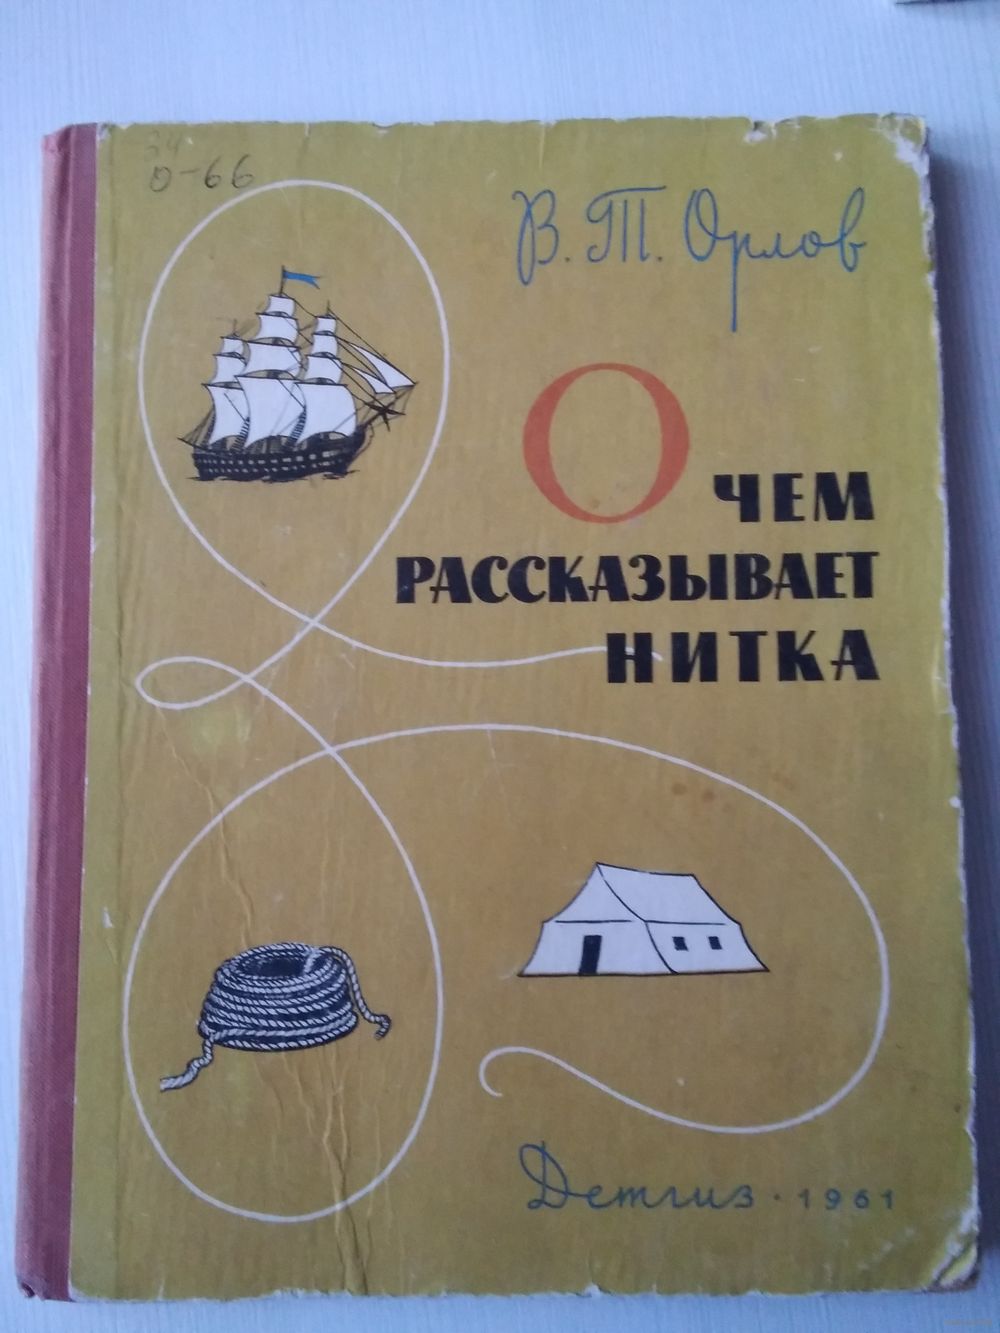 34
О-66
В. Т. Орлов
О ЧЕМ
РАССКАЗЫВАЕТ
НИТКА
Детгиз · 1961